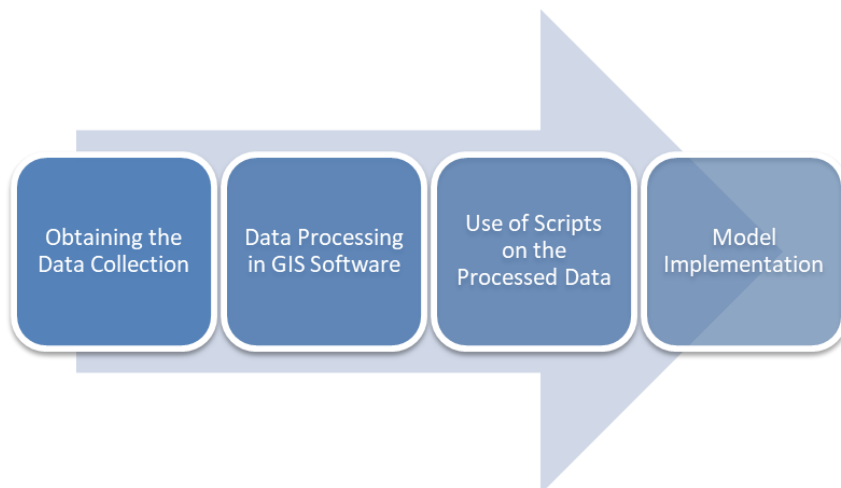 Obtaining the
Data Collection
Data Processing
in GIS Software
Use of Scripts
on the
Processed Data
Model
Implementation